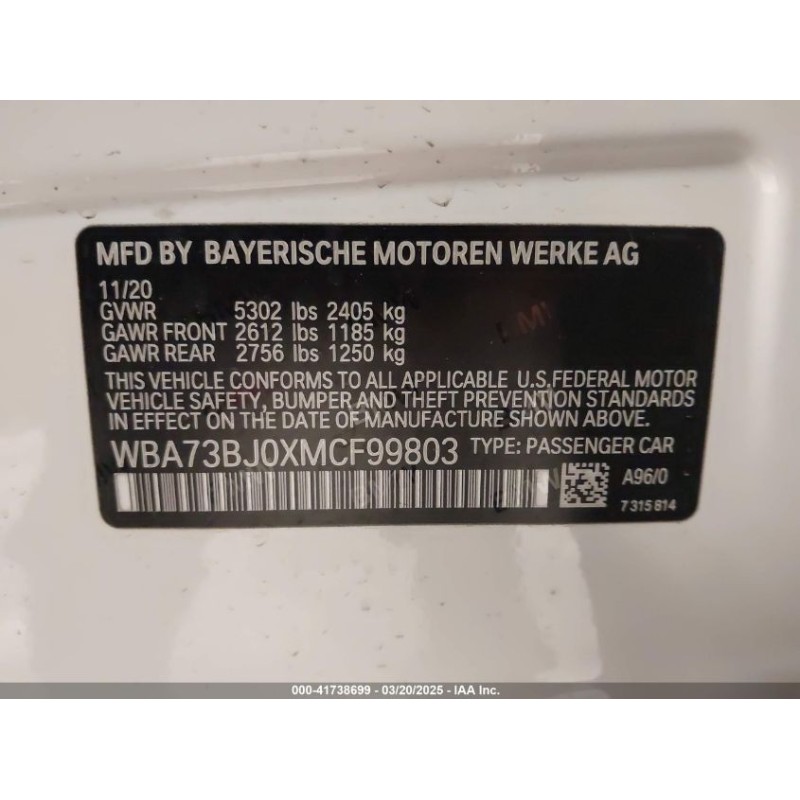 MFD BY BAYERISCHE MOTOREN WERKE AG
11/20
GVWR 5302 lbs 2405 kg
GAWR FRONT 2612 lbs 1185 kg
GAWR REAR 2756 lbs 1250 kg
THIS VEHICLE CONFORMS TO ALL APPLICABLE U.S.FEDERAL MOTOR
VEHICLE SAFETY, BUMPER AND THEFT PREVENTION STANDARDS
IN EFFECT ON THE DATE OF MANUFACTURE SHOWN ABOVE.
WBA73BJ0XMCF99803 TYPE: PASSENGER CAR
A96/0
7315814
000-41738699 - 03/20/2025 - IAA Inc.